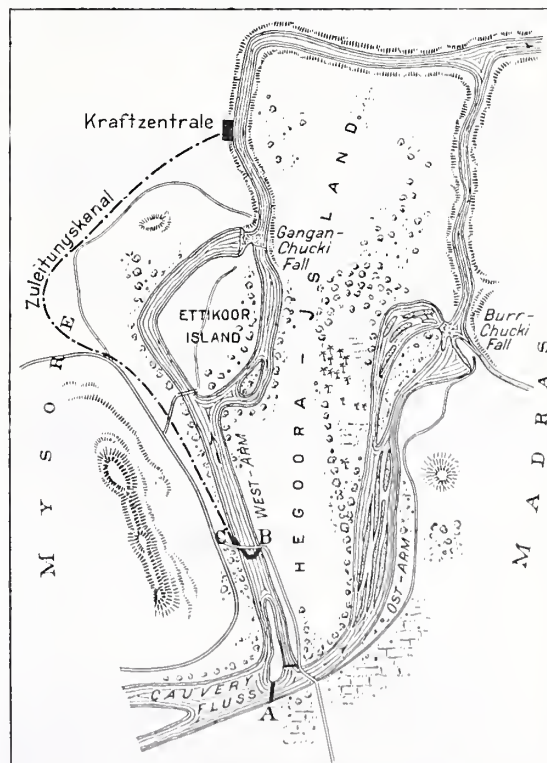 Kraftzentrale
Zuleitungskanal
Gangan-
Chucki
Fall
ETTIKOOR
ISLAND
HEGOORA-JSLAND
Burr-
Chucki
Fall
MYSORE
MADRAS
WEST-ARM
C
B
OST-ARM
CAUVERY
FLUSS
A